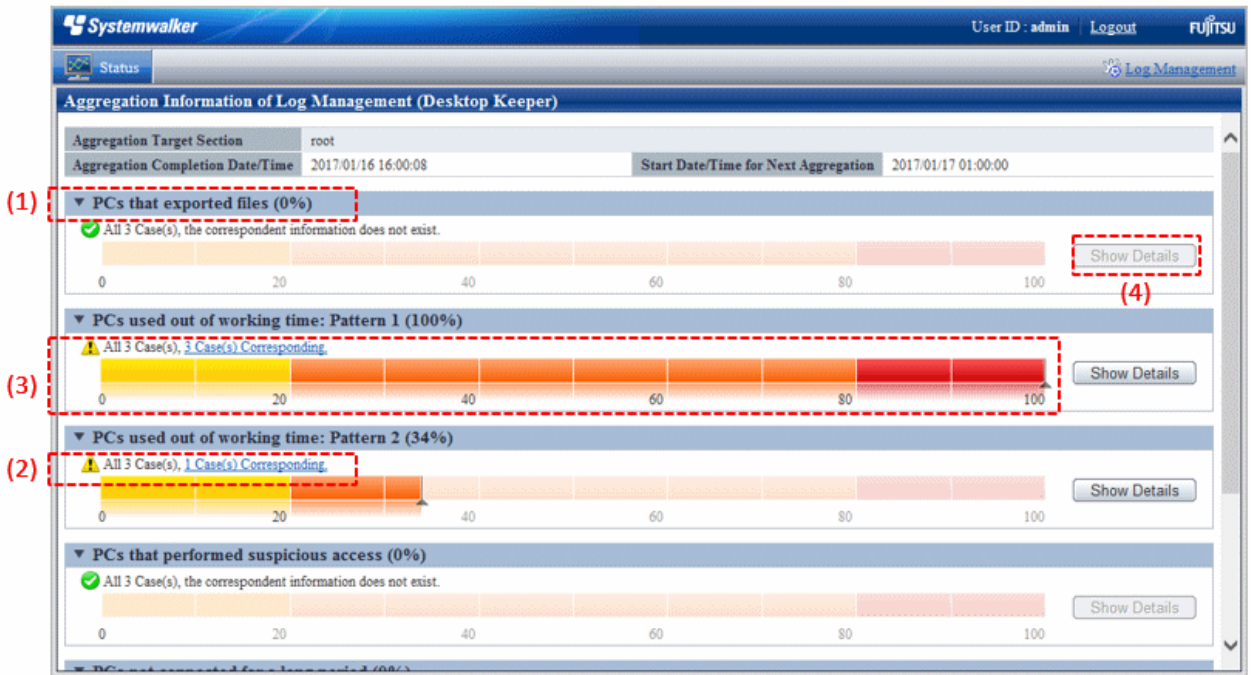 Systemwalker User ID : admin Logout FUJITSU
Status Log Management
Aggregation Information of Log Management (Desktop Keeper)
Aggregation Target Section root
Aggregation Completion Date/Time 2017/01/16 16:00:08 Start Date/Time for Next Aggregation 2017/01/17 01:00:00
(1) ▼ PCs that exported files (0%)
All 3 Case(s), the correspondent information does not exist.
Show Details
0 20 40 60 80 100
(4)
▼ PCs used out of working time: Pattern 1 (100%)
All 3 Case(s), 3 Case(s) Corresponding.
(3) Show Details
0 20 40 60 80 100
▼ PCs used out of working time: Pattern 2 (34%)
(2) All 3 Case(s), 1 Case(s) Corresponding.
Show Details
0 20 40 60 80 100
▼ PCs that performed suspicious access (0%)
All 3 Case(s), the correspondent information does not exist.
Show Details
0 20 40 60 80 100
▼ PCs not connected for a long period (0%)